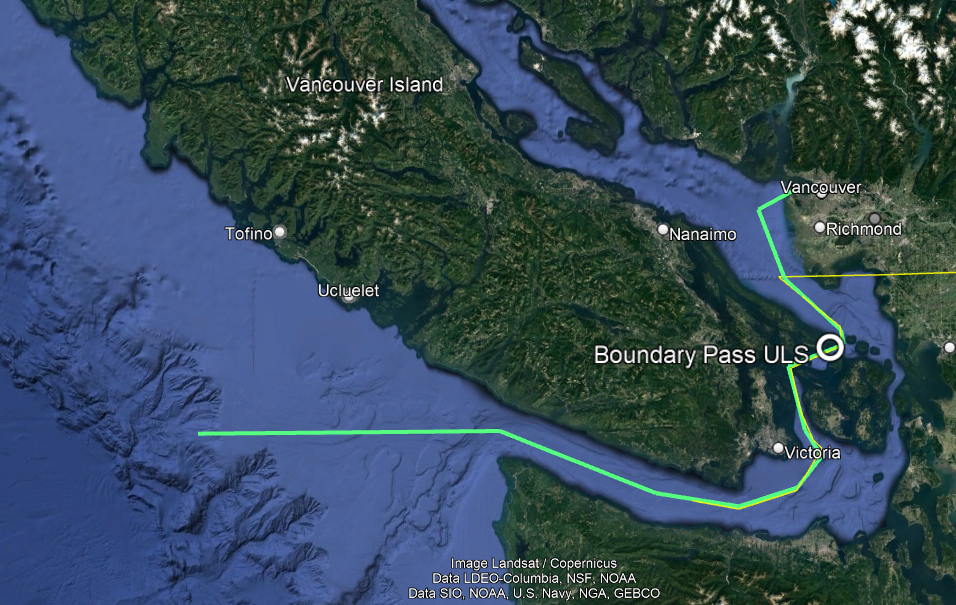 Vancouver Island
Vancouver
Richmond
Tofino
Nanaimo
Ucluelet
Boundary Pass ULS
Victoria
Image Landsat / Copernicus
Data LDEO-Columbia, NSF, NOAA
Data SIO, NOAA, U.S. Navy, NGA, GEBCO